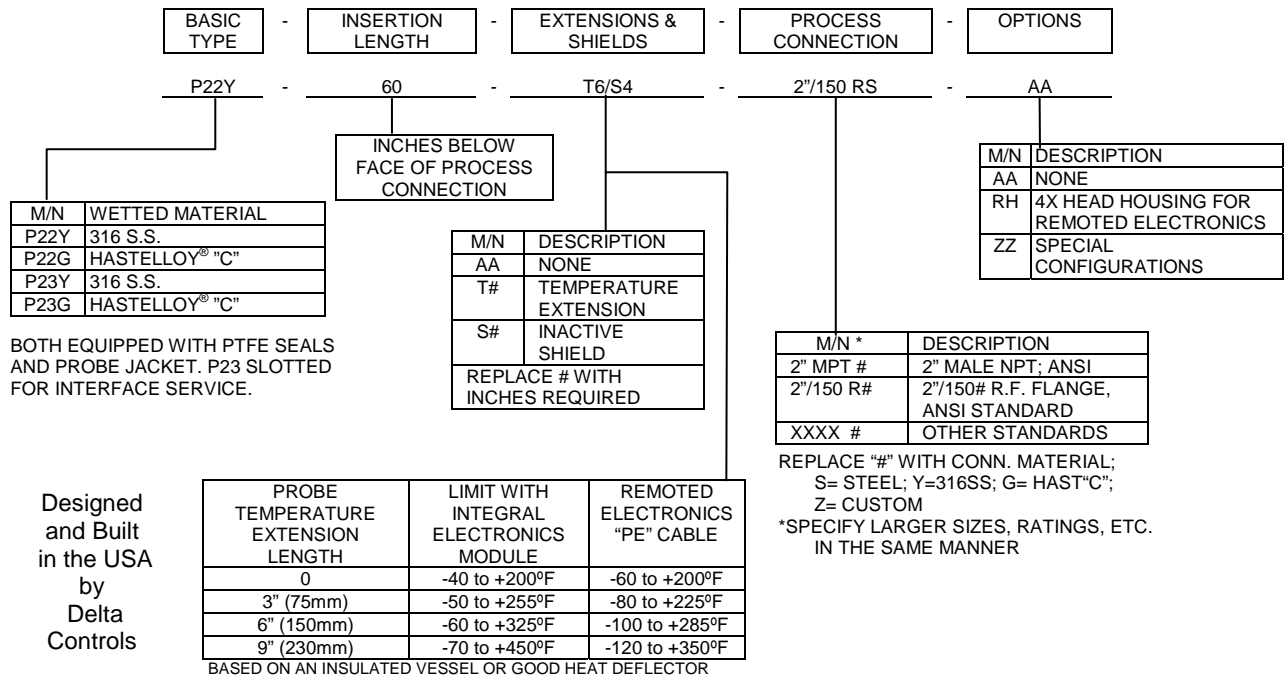 BASIC TYPE - INSERTION LENGTH - EXTENSIONS & SHIELDS - PROCESS CONNECTION - OPTIONS
P22Y - 60 - T6/S4 - 2"/150 RS - AA
INCHES BELOW
FACE OF PROCESS
CONNECTION
M/N WETTED MATERIAL
P22Y 316 S.S.
P22G HASTELLOY® "C"
P23Y 316 S.S.
P23G HASTELLOY® "C"
BOTH EQUIPPED WITH PTFE SEALS
AND PROBE JACKET. P23 SLOTTED
FOR INTERFACE SERVICE.
M/N DESCRIPTION
AA NONE
T# TEMPERATURE
EXTENSION
S# INACTIVE
SHIELD
REPLACE # WITH
INCHES REQUIRED
M/N DESCRIPTION
AA NONE
RH 4X HEAD HOUSING FOR
REMOTED ELECTRONICS
ZZ SPECIAL
CONFIGURATIONS
M/N * DESCRIPTION
2" MPT # 2" MALE NPT; ANSI
2"/150 R# 2"/150# R.F. FLANGE,
ANSI STANDARD
XXXX # OTHER STANDARDS
REPLACE "#" WITH CONN. MATERIAL;
S= STEEL; Y=316SS; G= HAST"C";
Z= CUSTOM
*SPECIFY LARGER SIZES, RATINGS, ETC.
IN THE SAME MANNER
Designed
and Built
in the USA
by
Delta
Controls
PROBE TEMPERATURE EXTENSION LENGTH LIMIT WITH INTEGRAL ELECTRONICS MODULE REMOTED ELECTRONICS "PE" CABLE
0 -40 to +200ºF -60 to +200ºF
3" (75mm) -50 to +255ºF -80 to +225ºF
6" (150mm) -60 to +325ºF -100 to +285ºF
9" (230mm) -70 to +450ºF -120 to +350ºF
BASED ON AN INSULATED VESSEL OR GOOD HEAT DEFLECTOR